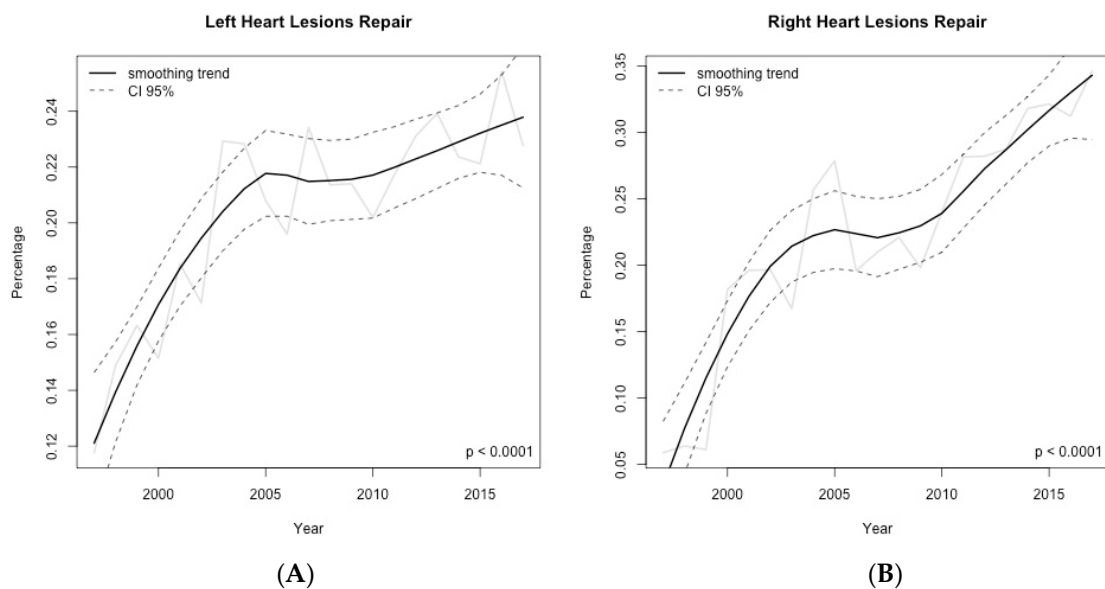 Left Heart Lesions Repair
smoothing trend
CI 95%
Percentage
0.24
0.22
0.20
0.18
0.16
0.14
0.12
p < 0.0001
2000 2005 2010 2015
Year
(A)
Right Heart Lesions Repair
smoothing trend
CI 95%
Percentage
0.35
0.30
0.25
0.20
0.15
0.10
0.05
p < 0.0001
2000 2005 2010 2015
Year
(B)